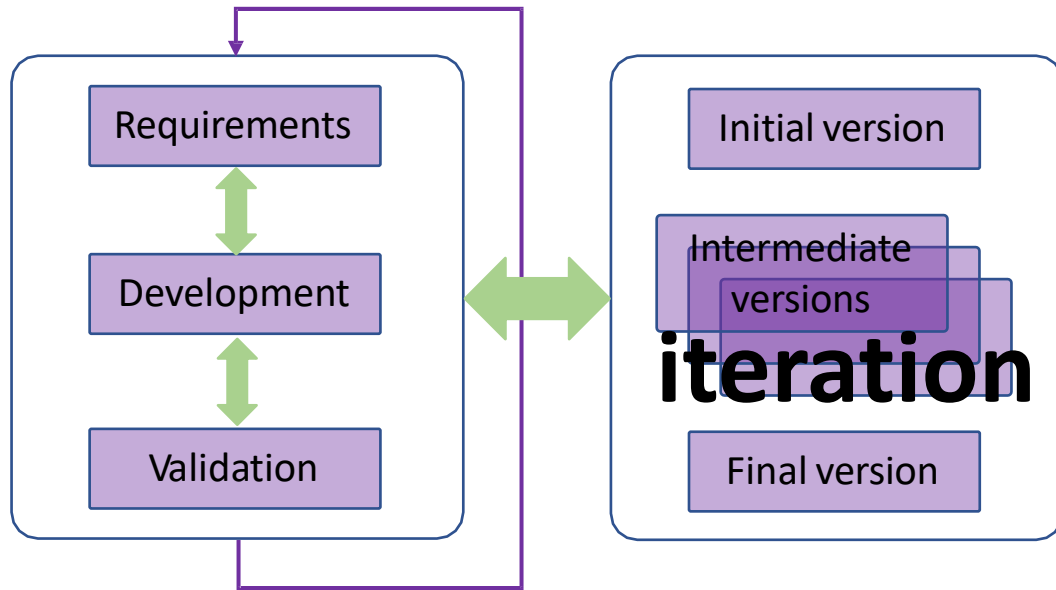 Requirements
Development
Validation
Initial version
Intermediate
versions
iteration
Final version